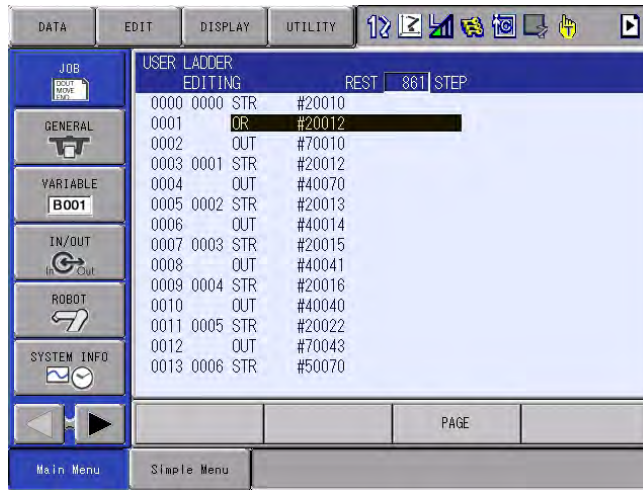 DATA EDIT DISPLAY UTILITY
JOB
DOUT
MOVE
END
GENERAL
VARIABLE
B001
IN/OUT
In Out
ROBOT
SYSTEM INFO
USER LADDER
EDITING REST 861 STEP
0000 0000 STR #20010
0001 OR #20012
0002 OUT #70010
0003 0001 STR #20012
0004 OUT #40070
0005 0002 STR #20013
0006 OUT #40014
0007 0003 STR #20015
0008 OUT #40041
0009 0004 STR #20016
0010 OUT #40040
0011 0005 STR #20022
0012 OUT #70043
0013 0006 STR #50070
PAGE
Main Menu Simple Menu